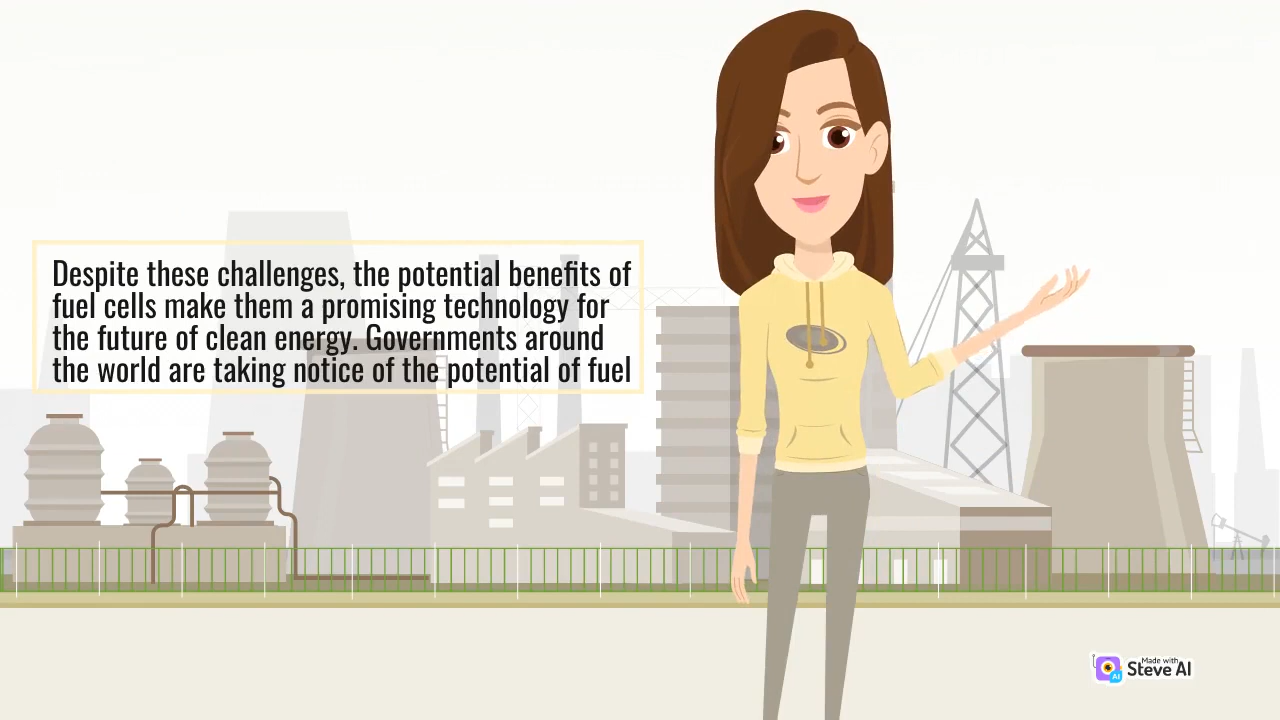 Despite these challenges, the potential benefits of
fuel cells make them a promising technology for
the future of clean energy. Governments around
the world are taking notice of the potential of fuel
Made with
Steve AI
AI